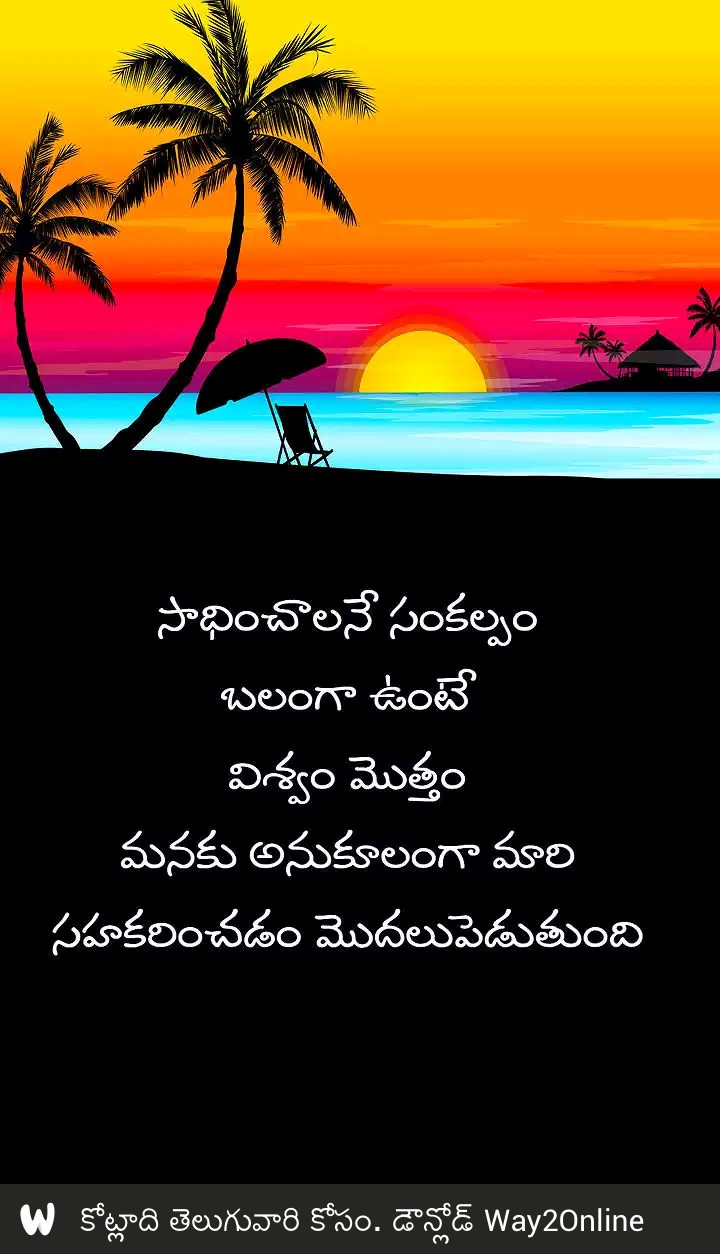 సాధించాలనే సంకల్పం
బలంగా ఉంటే
విశ్వం మొత్తం
మనకు అనుకూలంగా మారి
సహకరించడం మొదలుపెడుతుంది
కోట్లాది తెలుగువారి కోసం. డౌన్లోడ్ Way2Online